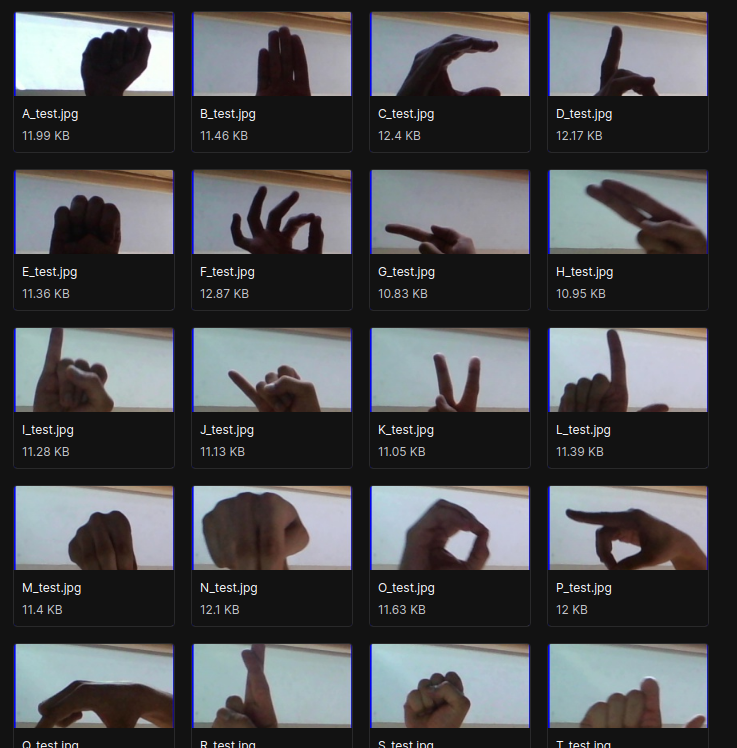 A_test.jpg B_test.jpg C_test.jpg D_test.jpg
11.99 KB 11.46 KB 12.4 KB 12.17 KB
E_test.jpg F_test.jpg G_test.jpg H_test.jpg
11.36 KB 12.87 KB 10.83 KB 10.95 KB
I_test.jpg J_test.jpg K_test.jpg L_test.jpg
11.28 KB 11.13 KB 11.05 KB 11.39 KB
M_test.jpg N_test.jpg O_test.jpg P_test.jpg
11.4 KB 12.1 KB 11.63 KB 12 KB
Q_test.jpg R_test.jpg S_test.jpg T_test.jpg